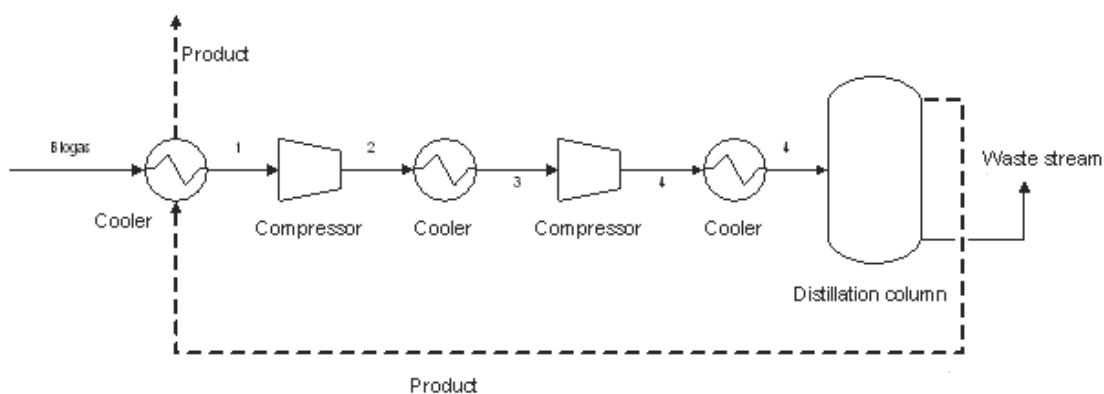 Product
Biogas
1
2
3
4
4
Waste stream
Cooler
Compressor
Cooler
Compressor
Cooler
Distillation column
Product